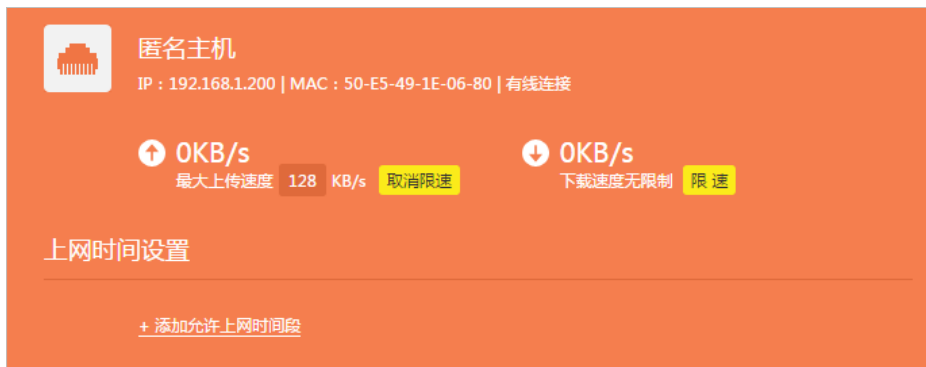 匿名主机
IP：192.168.1.200 | MAC：50-E5-49-1E-06-80 | 有线连接
0KB/s
最大上传速度 128 KB/s 取消限速
0KB/s
下载速度无限制 限 速
上网时间设置
+ 添加允许上网时间段